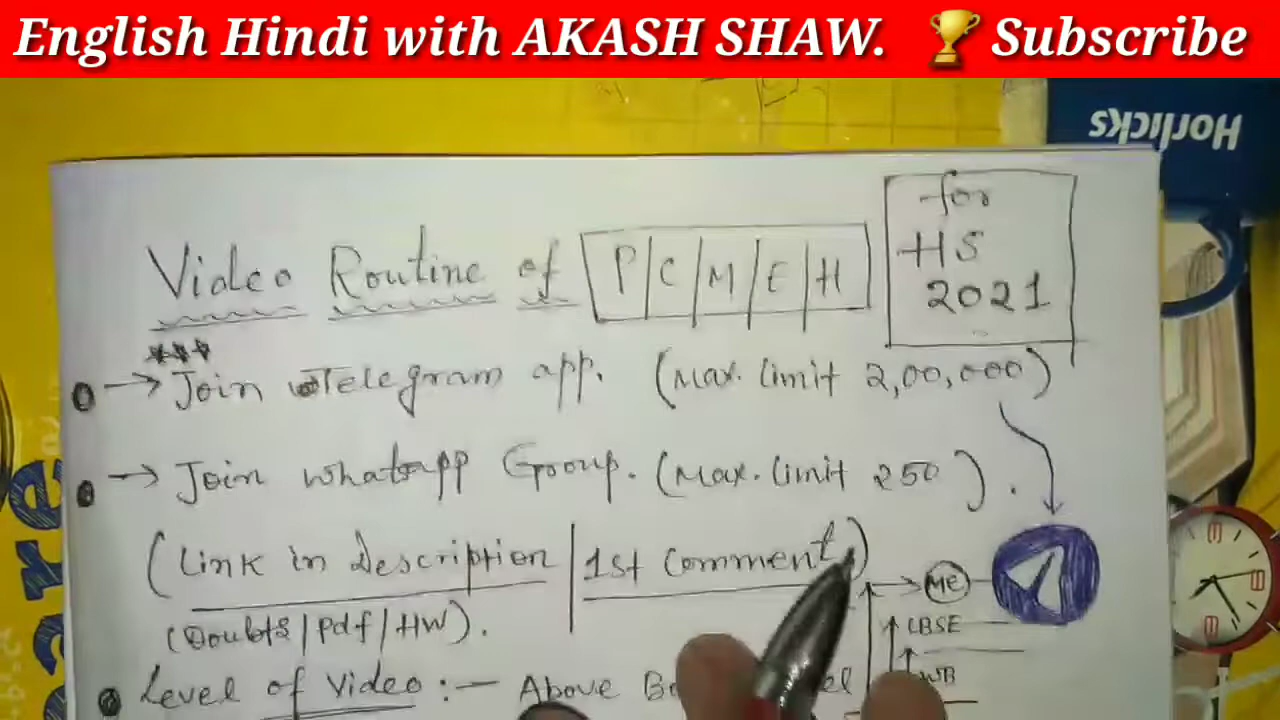 English Hindi with AKASH SHAW. 🏆 Subscribe
Horlicks
for
HS
2021
Video Routine of P | C | M | E | H
→ Join Telegram app. (Max. limit 2,00,000)
→ Join whatsapp Group. (Max. limit 250).
(Link in Description | 1st Comment)
(Doubts | Pdf | HW).
→ ME
CBSE
WB
Level of Video :— Above
are